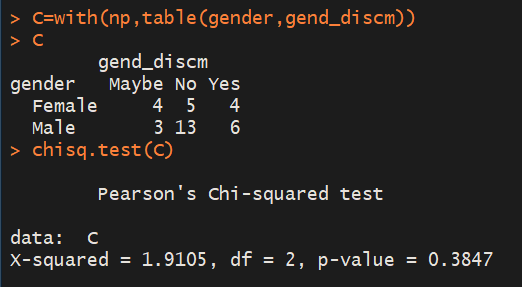 > C=with(np,table(gender,gend_discm))
> C
gend_discm
gender Maybe No Yes
Female 4 5 4
Male 3 13 6
> chisq.test(C)
Pearson's Chi-squared test
data: C
X-squared = 1.9105, df = 2, p-value = 0.3847